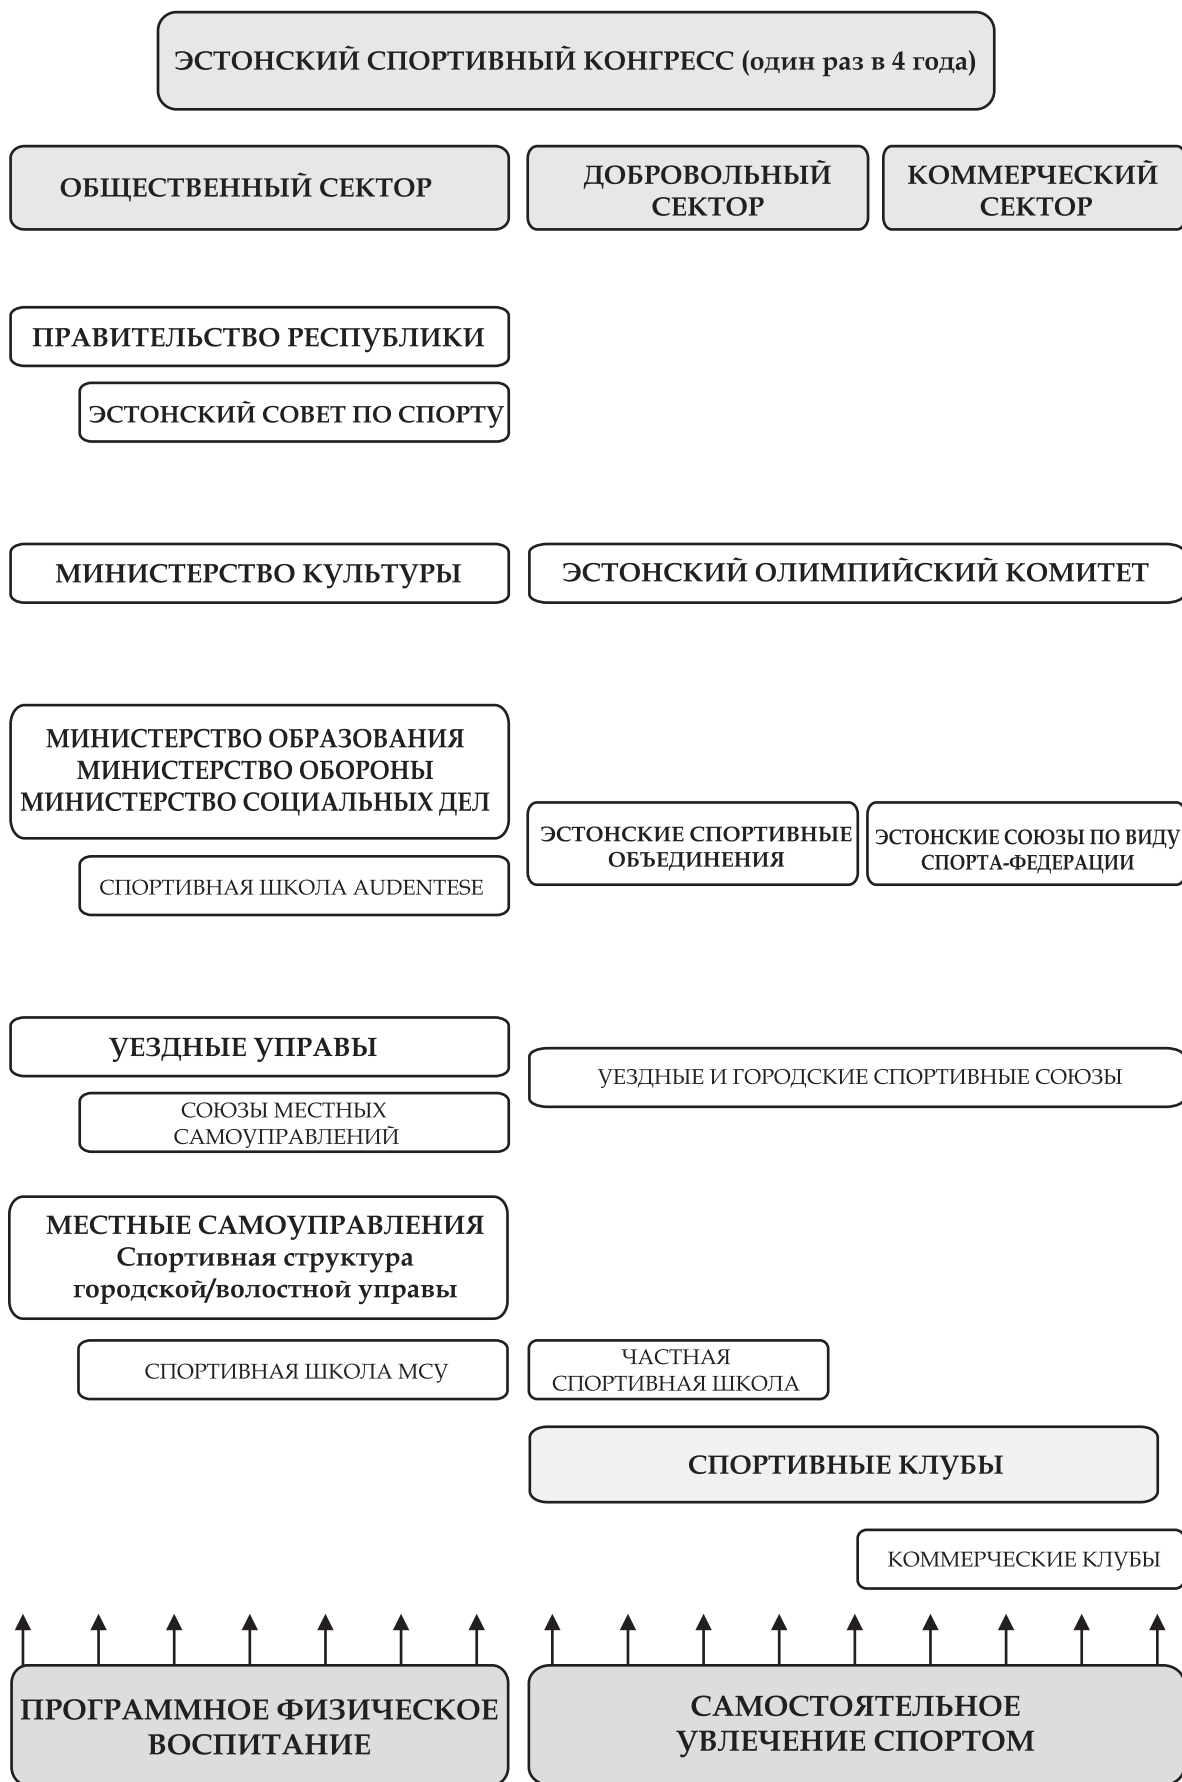 ЭСТОНСКИЙ СПОРТИВНЫЙ КОНГРЕСС (один раз в 4 года)
ОБЩЕСТВЕННЫЙ СЕКТОР
ДОБРОВОЛЬНЫЙ
СЕКТОР
КОММЕРЧЕСКИЙ
СЕКТОР
ПРАВИТЕЛЬСТВО РЕСПУБЛИКИ
ЭСТОНСКИЙ СОВЕТ ПО СПОРТУ
МИНИСТЕРСТВО КУЛЬТУРЫ
ЭСТОНСКИЙ ОЛИМПИЙСКИЙ КОМИТЕТ
МИНИСТЕРСТВО ОБРАЗОВАНИЯ
МИНИСТЕРСТВО ОБОРОНЫ
МИНИСТЕРСТВО СОЦИАЛЬНЫХ ДЕЛ
СПОРТИВНАЯ ШКОЛА AUDENTESE
ЭСТОНСКИЕ СПОРТИВНЫЕ
ОБЪЕДИНЕНИЯ
ЭСТОНСКИЕ СОЮЗЫ ПО ВИДУ
СПОРТА-ФЕДЕРАЦИИ
УЕЗДНЫЕ УПРАВЫ
СОЮЗЫ МЕСТНЫХ
САМОУПРАВЛЕНИЙ
УЕЗДНЫЕ И ГОРОДСКИЕ СПОРТИВНЫЕ СОЮЗЫ
МЕСТНЫЕ САМОУПРАВЛЕНИЯ
Спортивная структура
городской/волостной управы
СПОРТИВНАЯ ШКОЛА МСУ
ЧАСТНАЯ
СПОРТИВНАЯ ШКОЛА
СПОРТИВНЫЕ КЛУБЫ
КОММЕРЧЕСКИЕ КЛУБЫ
ПРОГРАММНОЕ ФИЗИЧЕСКОЕ
ВОСПИТАНИЕ
САМОСТОЯТЕЛЬНОЕ
УВЛЕЧЕНИЕ СПОРТОМ